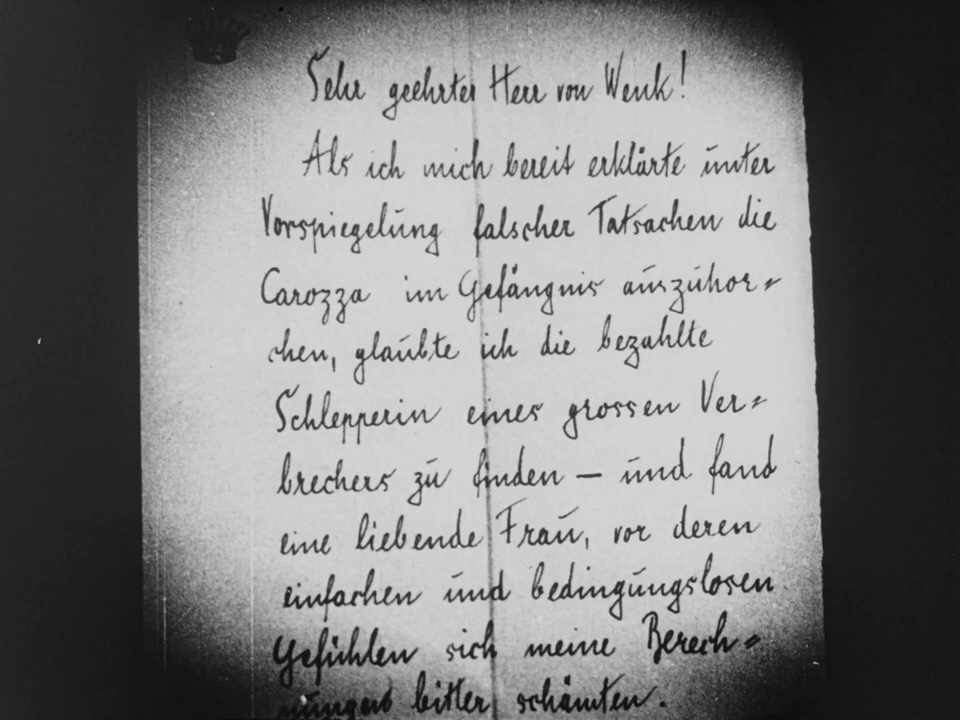 Sehr geehrter Herr von Wenk!
Als ich mich bereit erklärte unter
Vorspiegelung falscher Tatsachen die
Carozza im Gefängnis auszuhor=
chen, glaubte ich die bezahlte
Schlepperin eines grossen Ver=
brechers zu finden — und fand
eine liebende Frau, vor deren
einfachen und bedingungslosen
Gefühlen sich meine Berech=
nungen bitter schämten.